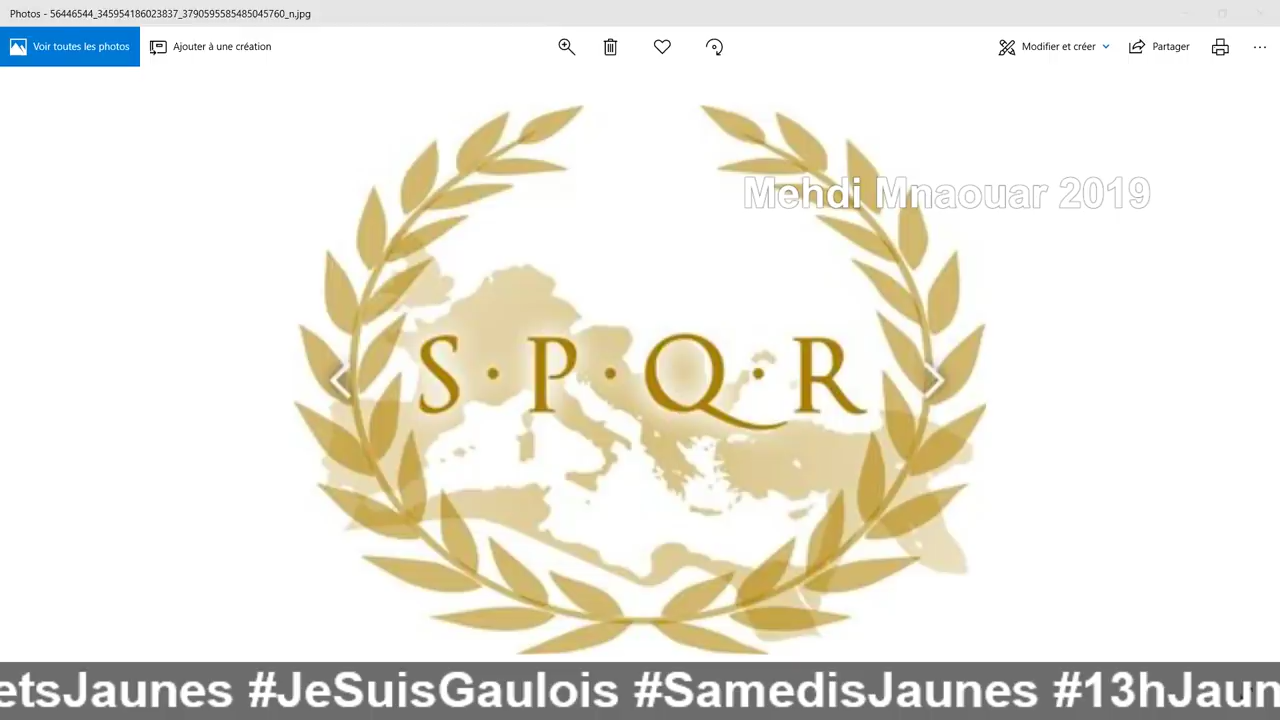 Photos - 56446544_345954186023837_3790595585485045760_n.jpg
Voir toutes les photos
Ajouter à une création
Modifier et créer
Partager
Mehdi Mnaouar 2019
S·P·Q·R
etsJaunes #JeSuisGaulois #SamedisJaunes #13hJaun